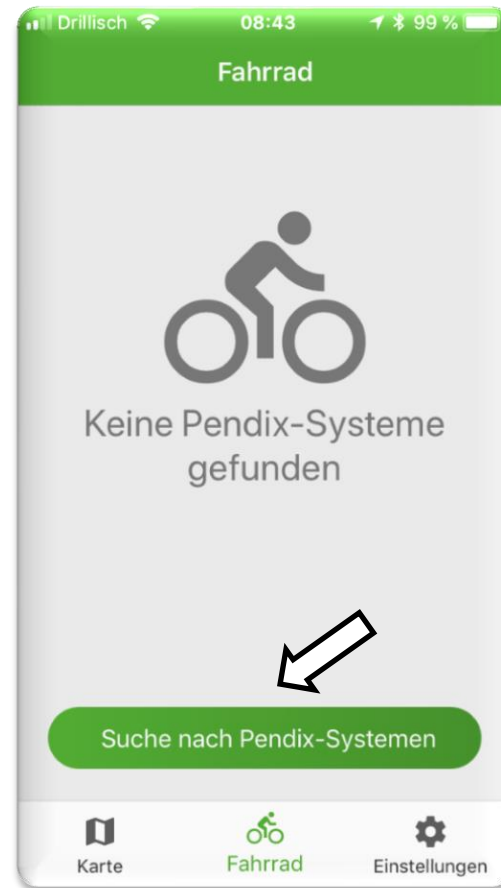 Drillisch 08:43 99 %
Fahrrad
Keine Pendix-Systeme
gefunden
Suche nach Pendix-Systemen
Karte Fahrrad Einstellungen